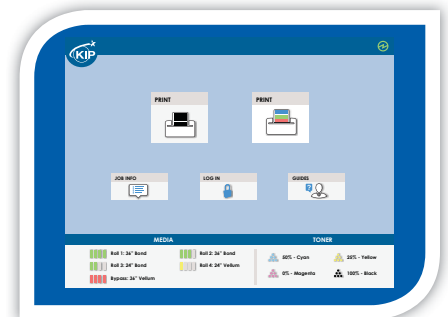 KIP
PRINT PRINT
JOB INFO LOG IN GUIDES
MEDIA TONER
Roll 1: 36" Bond Roll 2: 36" Bond
Roll 3: 24" Bond Roll 4: 24" Vellum
Bypass: 36" Vellum
50% - Cyan 25% - Yellow
0% - Magenta 100% - Black